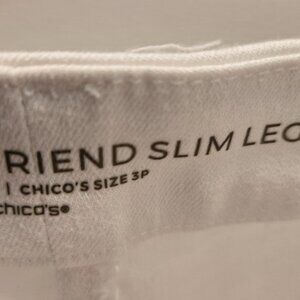 RIEND SLIM LEG
| CHICO'S SIZE 3P
chico's®